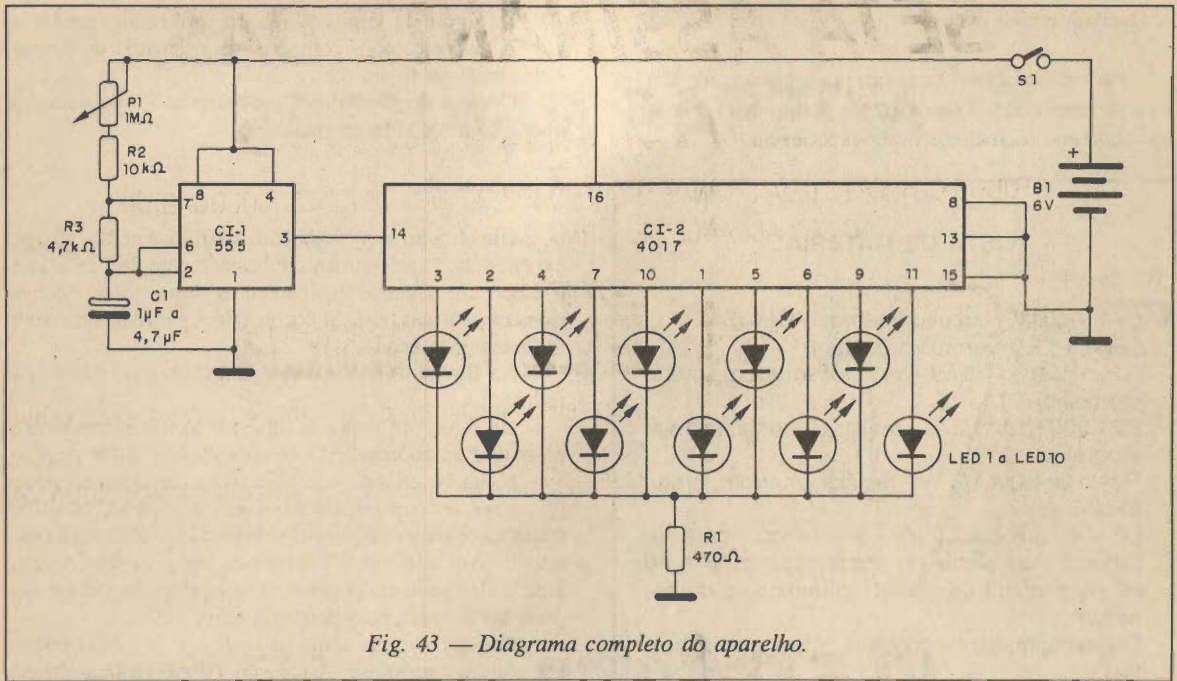 P1
1MΩ
R2
10kΩ
R3
4,7kΩ
C1
1µF a
4,7µF
8
4
7
6
2
CI-1
555
3
1
14
16
CI-2
4017
8
13
15
3
2
4
7
10
1
5
6
9
11
S1
+
B1
6V
LED 1 a LED10
R1
470Ω
Fig. 43 — Diagrama completo do aparelho.